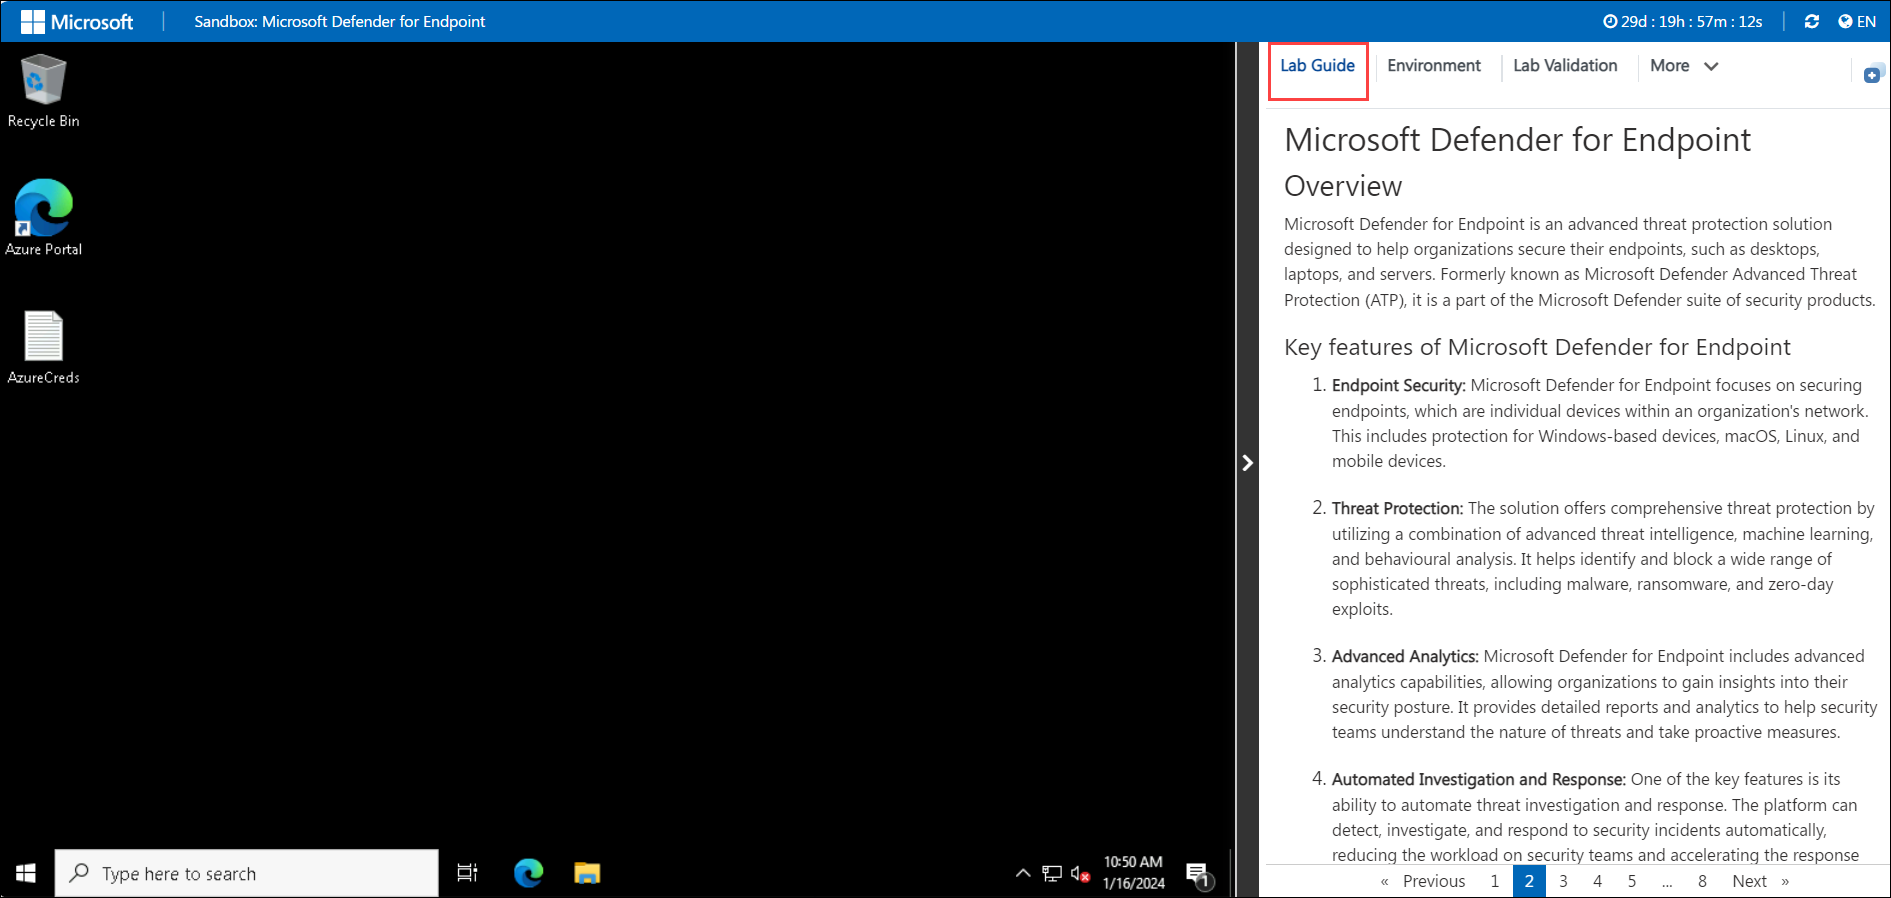 Microsoft
Sandbox: Microsoft Defender for Endpoint
29d : 19h : 57m : 12s
EN
Recycle Bin
Azure Portal
AzureCreds
Lab Guide
Environment
Lab Validation
More
Microsoft Defender for Endpoint
Overview
Microsoft Defender for Endpoint is an advanced threat protection solution
designed to help organizations secure their endpoints, such as desktops,
laptops, and servers. Formerly known as Microsoft Defender Advanced Threat
Protection (ATP), it is a part of the Microsoft Defender suite of security products.
Key features of Microsoft Defender for Endpoint
1. Endpoint Security: Microsoft Defender for Endpoint focuses on securing
endpoints, which are individual devices within an organization's network.
This includes protection for Windows-based devices, macOS, Linux, and
mobile devices.
2. Threat Protection: The solution offers comprehensive threat protection by
utilizing a combination of advanced threat intelligence, machine learning,
and behavioural analysis. It helps identify and block a wide range of
sophisticated threats, including malware, ransomware, and zero-day
exploits.
3. Advanced Analytics: Microsoft Defender for Endpoint includes advanced
analytics capabilities, allowing organizations to gain insights into their
security posture. It provides detailed reports and analytics to help security
teams understand the nature of threats and take proactive measures.
4. Automated Investigation and Response: One of the key features is its
ability to automate threat investigation and response. The platform can
detect, investigate, and respond to security incidents automatically,
reducing the workload on security teams and accelerating the response
« Previous 1 2 3 4 5 ... 8 Next »
Type here to search
10:50 AM
1/16/2024
1